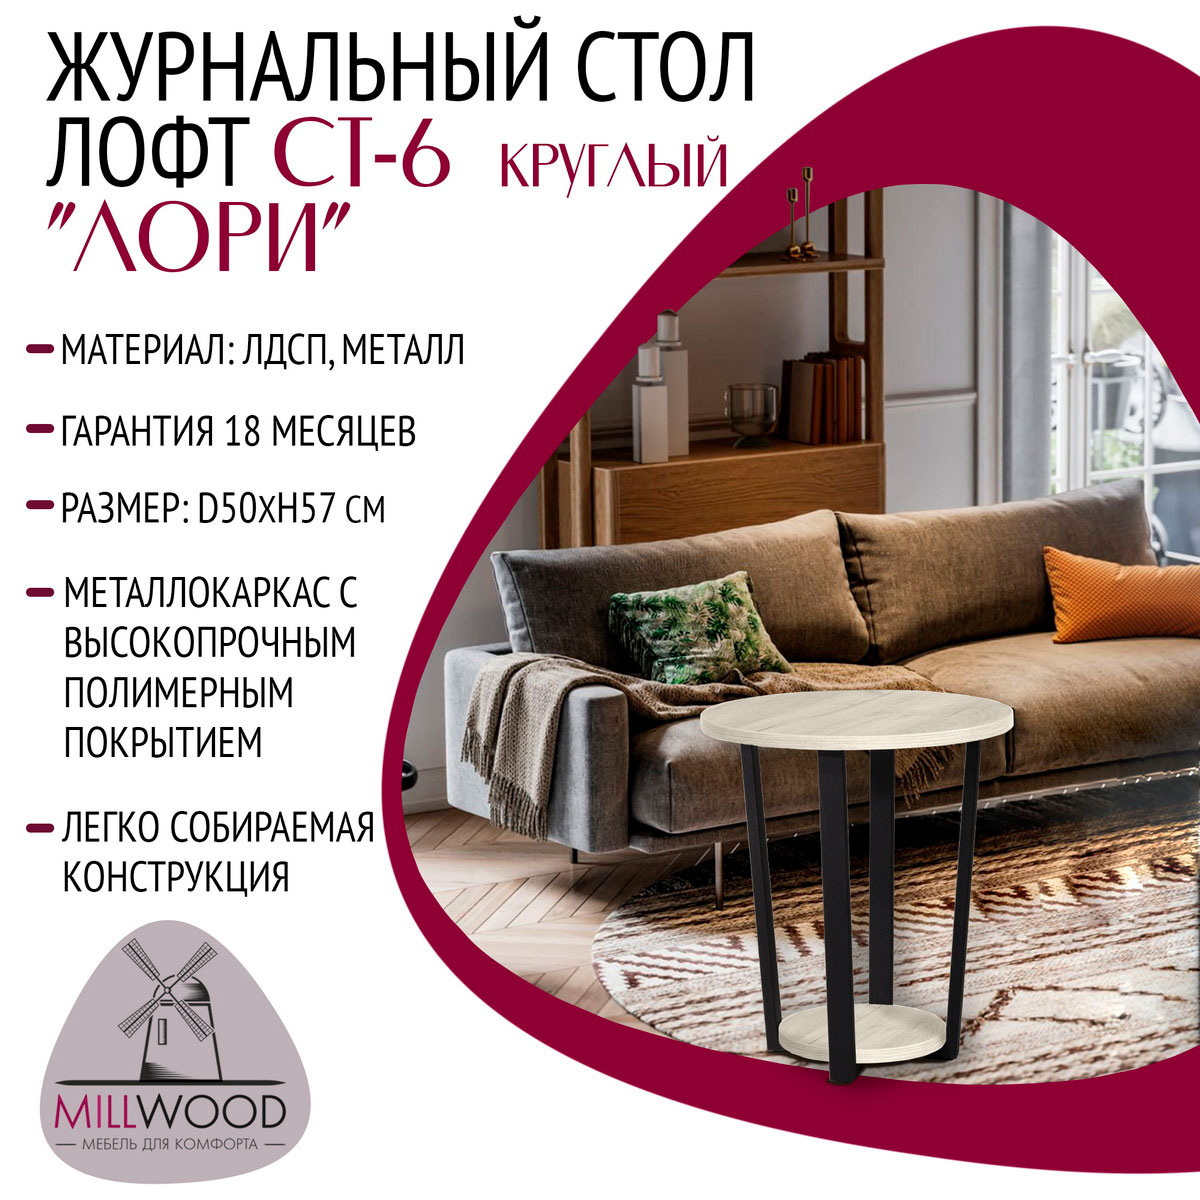 ЖУРНАЛЬНЫЙ СТОЛ
ЛОФТ СТ-6 КРУГЛЫЙ
"ЛОРИ"
МАТЕРИАЛ: ЛДСП, МЕТАЛЛ
ГАРАНТИЯ 18 МЕСЯЦЕВ
РАЗМЕР: D50xH57 СМ
МЕТАЛЛОКАРКАС С
ВЫСОКОПРОЧНЫМ
ПОЛИМЕРНЫМ
ПОКРЫТИЕМ
ЛЕГКО СОБИРАЕМАЯ
КОНСТРУКЦИЯ
MILLWOOD
МЕБЕЛЬ ДЛЯ КОМФОРТА